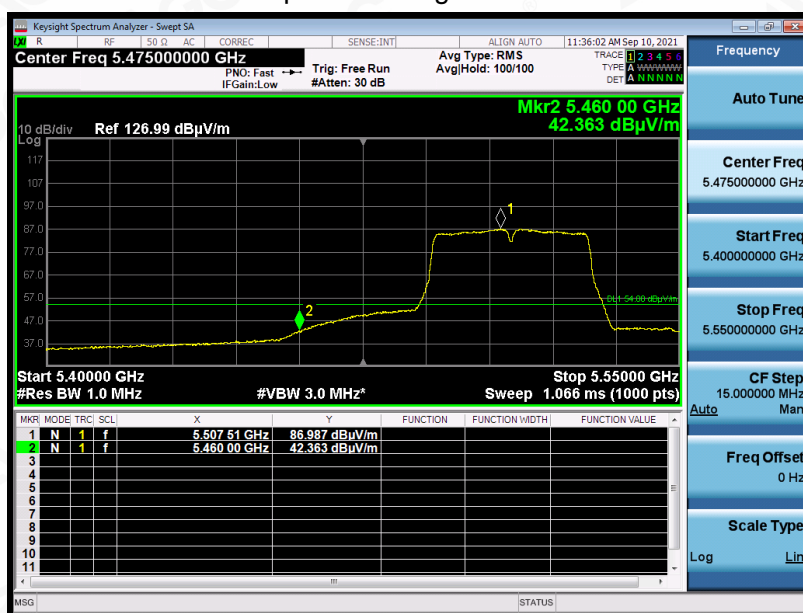 Keysight Spectrum Analyzer - Swept SA
LXI R RF 50 Ω AC CORREC SENSE:INT ALIGN AUTO 11:36:02 AM Sep 10, 2021
Center Freq 5.475000000 GHz
PNO: Fast
IFGain:Low
Trig: Free Run
#Atten: 30 dB
Avg Type: RMS
Avg|Hold: 100/100
TRACE 1 2 3 4 5 6
TYPE A WWWWW
DET A N N N N N
Mkr2 5.460 00 GHz
42.363 dBµV/m
10 dB/div Ref 126.99 dBµV/m
Log
117
107
97.0
87.0
77.0
67.0
57.0
47.0
37.0
1
2
DL1 54.00 dBµV/m
Start 5.40000 GHz
Stop 5.55000 GHz
#Res BW 1.0 MHz
#VBW 3.0 MHz*
Sweep 1.066 ms (1000 pts)
MKR MODE TRC SCL X Y FUNCTION FUNCTION WIDTH FUNCTION VALUE
1 N 1 f 5.507 51 GHz 86.987 dBµV/m
2 N 1 f 5.460 00 GHz 42.363 dBµV/m
3
4
5
6
7
8
9
10
11
MSG
STATUS
Frequency
Auto Tune
Center Freq
5.475000000 GHz
Start Freq
5.400000000 GHz
Stop Freq
5.550000000 GHz
CF Step
15.000000 MHz
Auto Man
Freq Offset
0 Hz
Scale Type
Log Lin